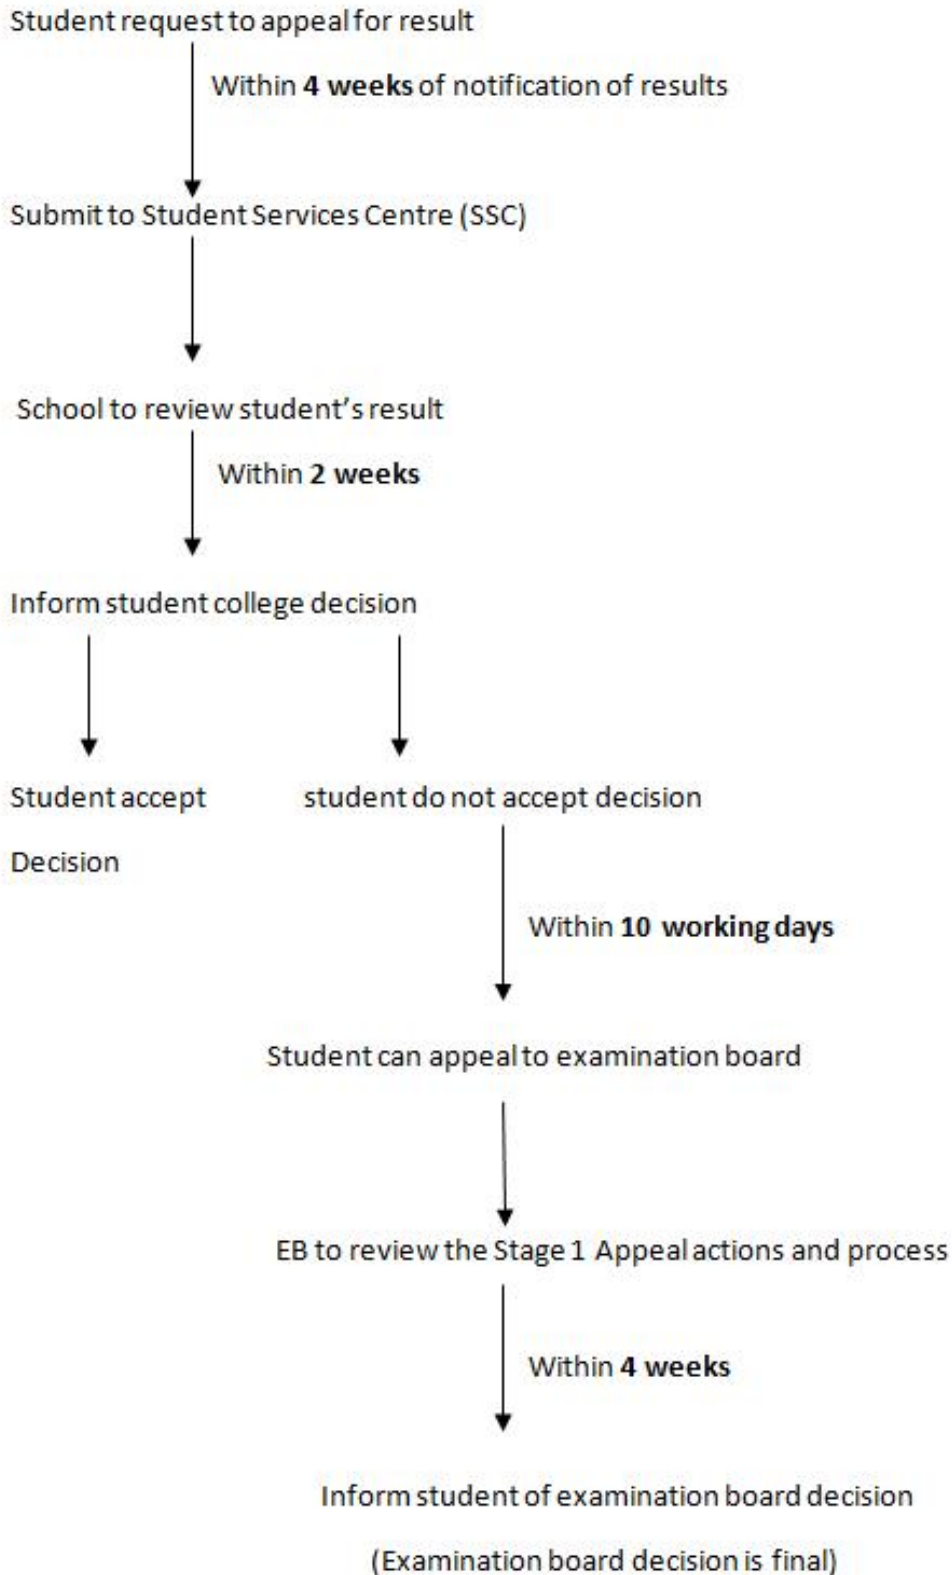 Student request to appeal for result
Within 4 weeks of notification of results
Submit to Student Services Centre (SSC)
School to review student's result
Within 2 weeks
Inform student college decision
Student accept
Decision
student do not accept decision
Within 10 working days
Student can appeal to examination board
EB to review the Stage 1 Appeal actions and process
Within 4 weeks
Inform student of examination board decision
(Examination board decision is final)